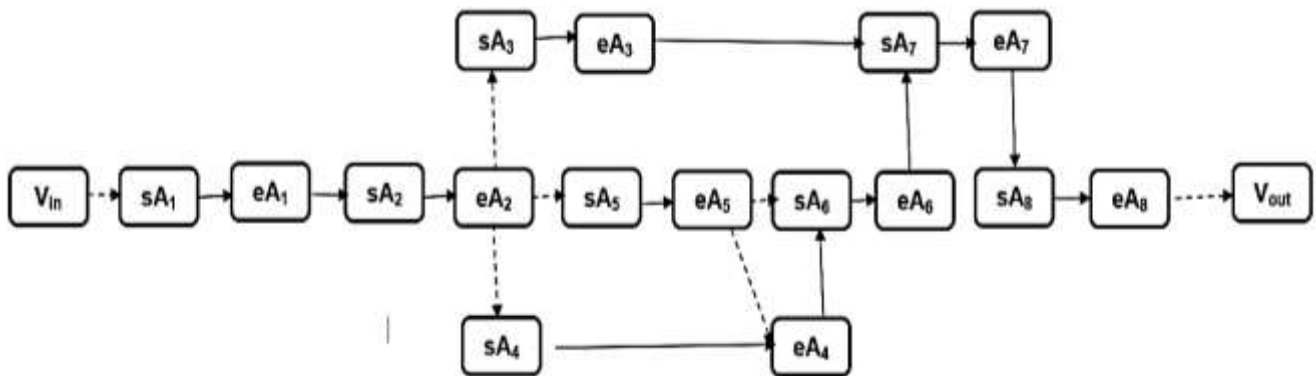 sA₃ eA₃ sA₇ eA₇
Vin sA₁ eA₁ sA₂ eA₂ sA₅ eA₅ sA₆ eA₆ sA₈ eA₈ Vout
sA₄ eA₄